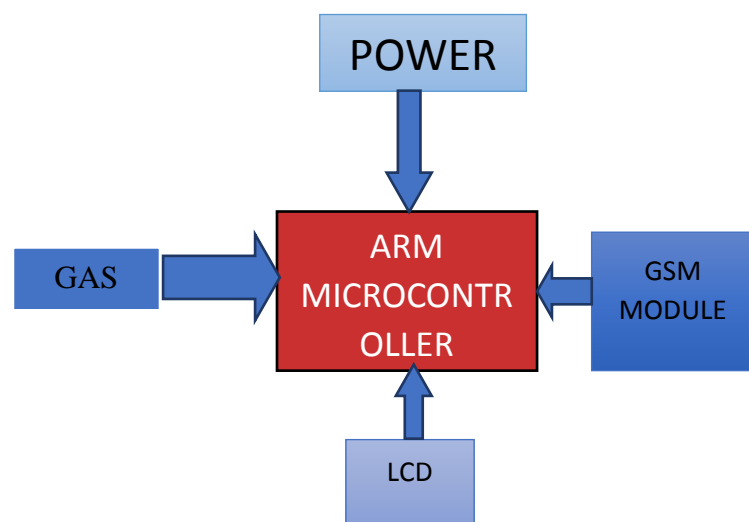 POWER
GAS
ARM
MICROCONTR
OLLER
GSM
MODULE
LCD